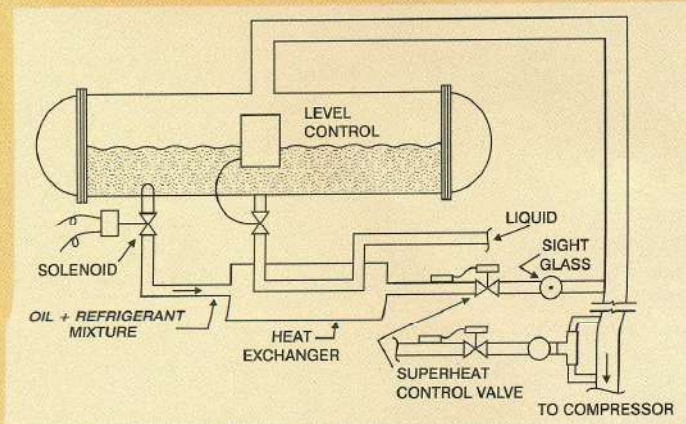 LEVEL
CONTROL
LIQUID
SIGHT
GLASS
SOLENOID
OIL + REFRIGERANT
MIXTURE
HEAT
EXCHANGER
SUPERHEAT
CONTROL VALVE
TO COMPRESSOR